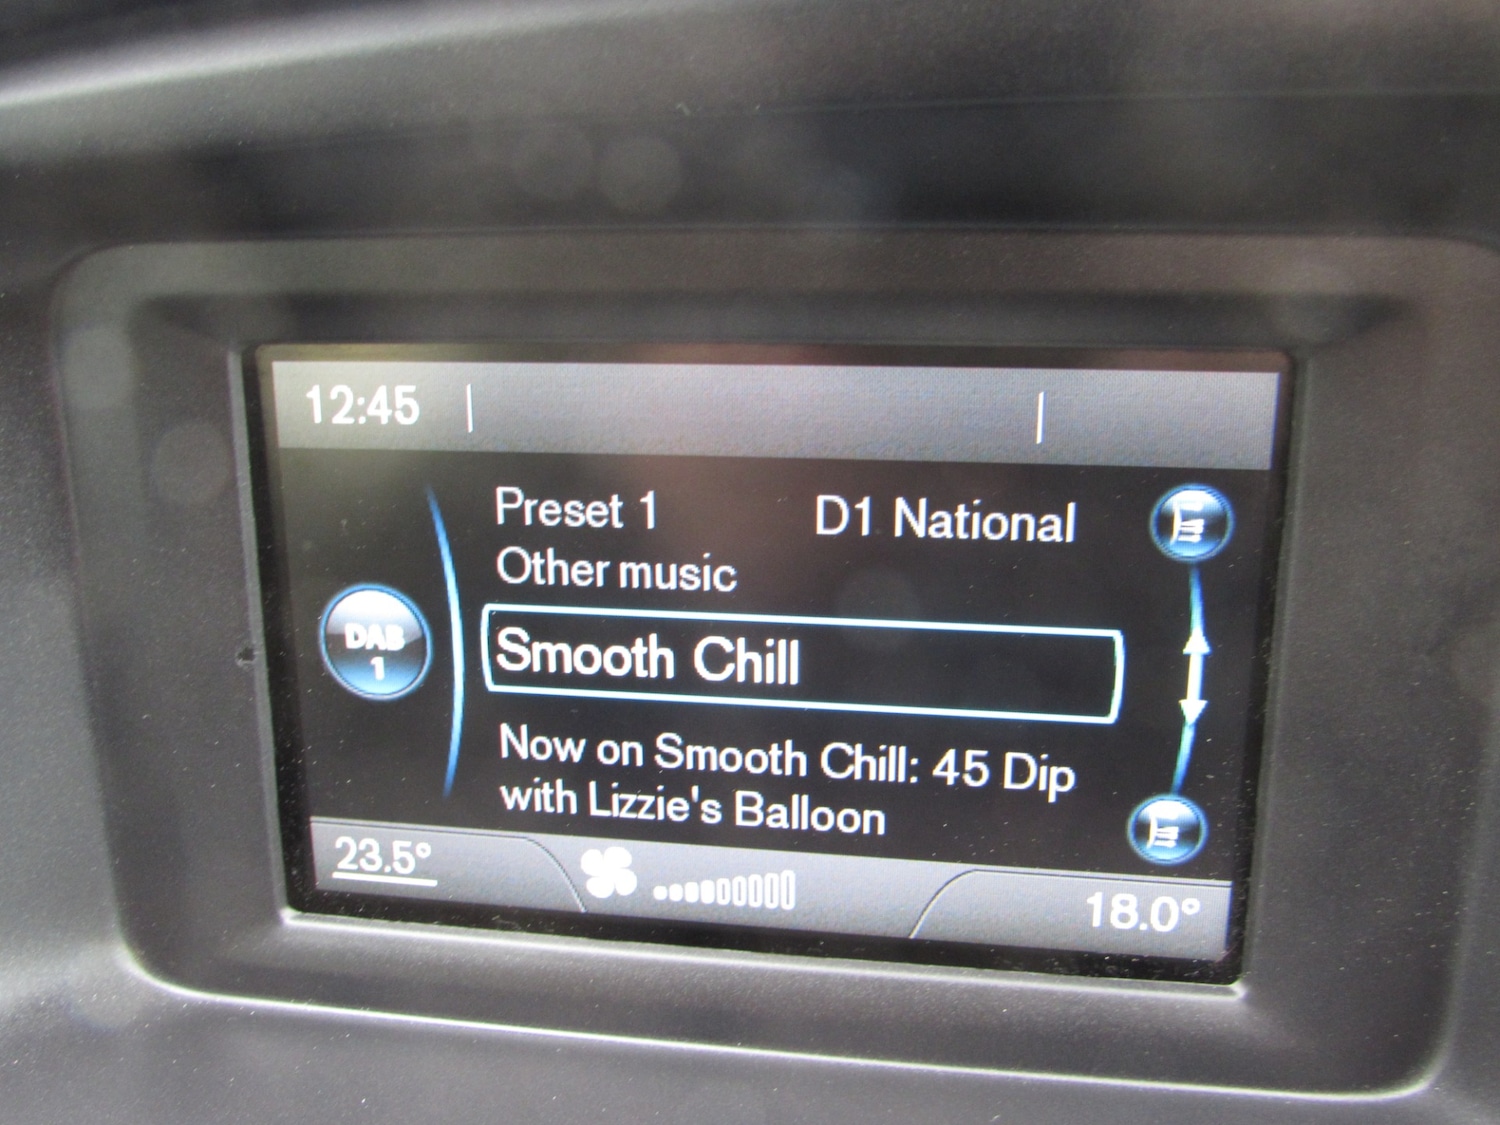 12:45
Preset 1 D1 National
Other music
DAB
1
Smooth Chill
Now on Smooth Chill: 45 Dip
with Lizzie's Balloon
23.5°
18.0°